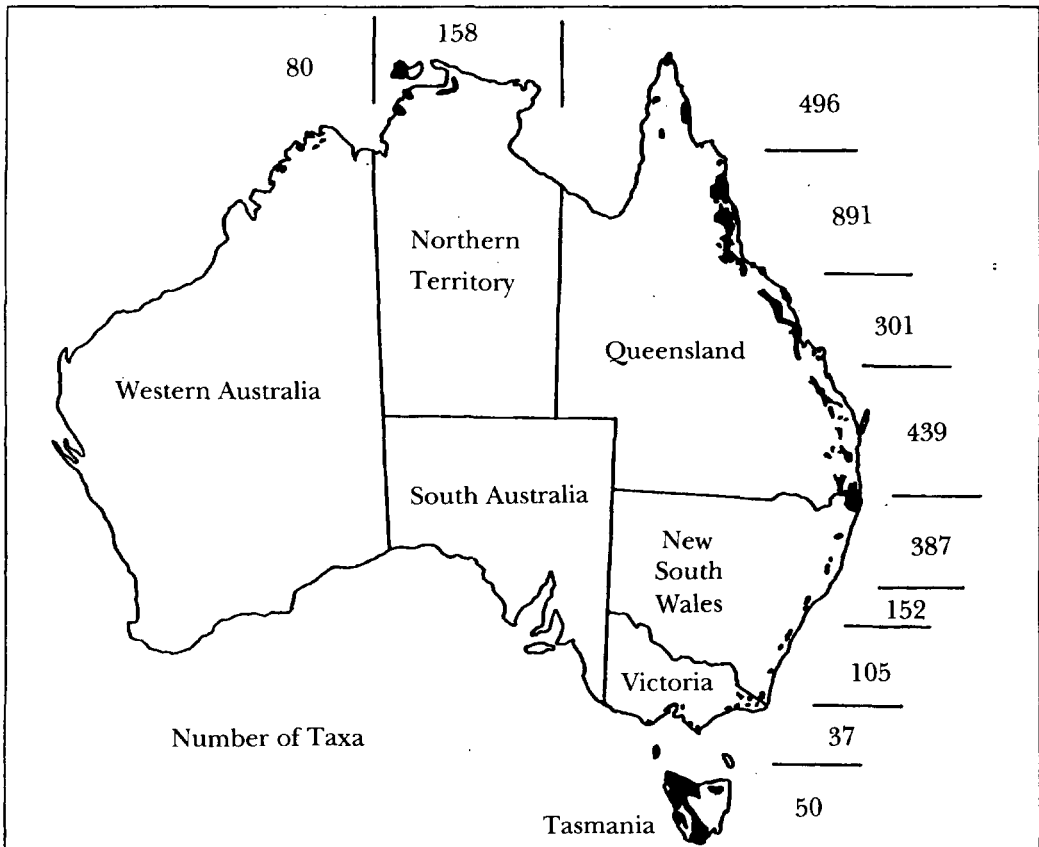 158
80
496
891
301
439
387
152
105
37
50
Northern
Territory
Queensland
Western Australia
South Australia
New
South
Wales
Victoria
Number of Taxa
Tasmania